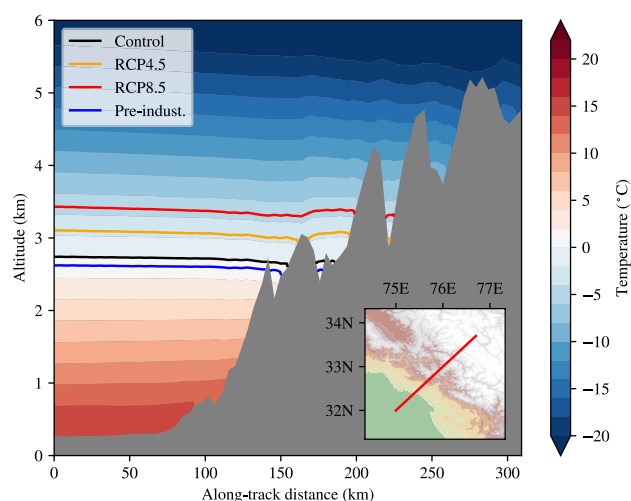 Control
RCP4.5
RCP8.5
Pre-indust.
6
5
4
3
2
1
0
Altitude (km)
0
50
100
150
200
250
300
Along-track distance (km)
75E
76E
77E
34N
33N
32N
20
15
10
5
0
−5
−10
−15
−20
Temperature (°C)